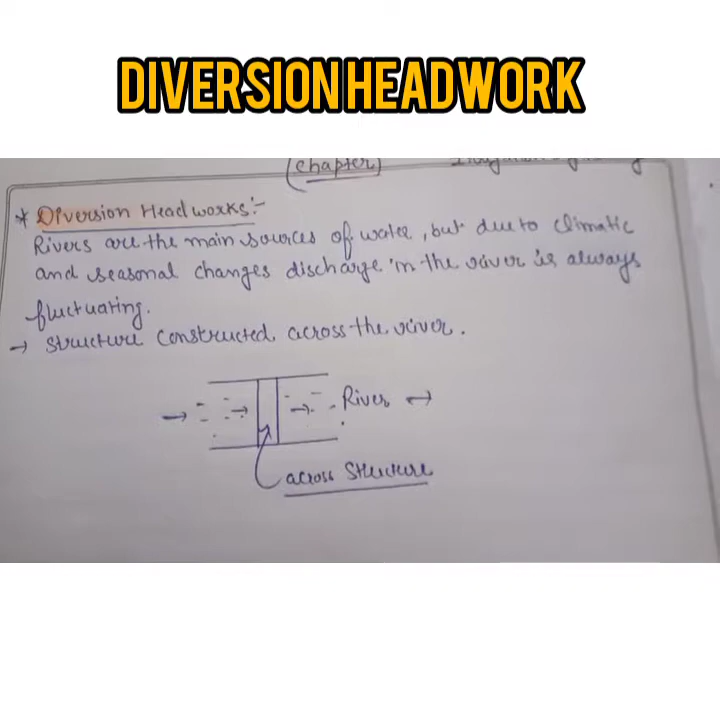 DIVERSION HEADWORK
(Chapter)
* Diversion Headworks:-
Rivers are the main sources of water, but due to climatic
and seasonal changes discharge in the river is always
fluctuating.
→ Structure constructed across the river.
→ → → River →
across Structure